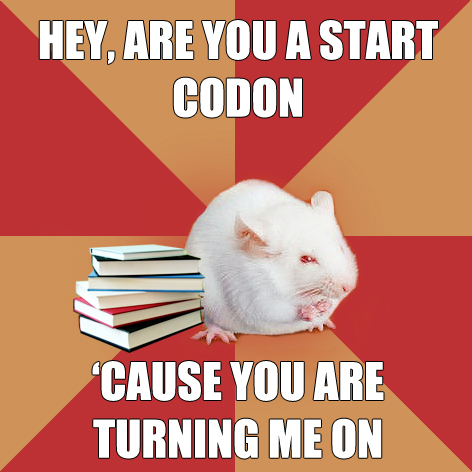 HEY, ARE YOU A START
CODON
‘CAUSE YOU ARE
TURNING ME ON